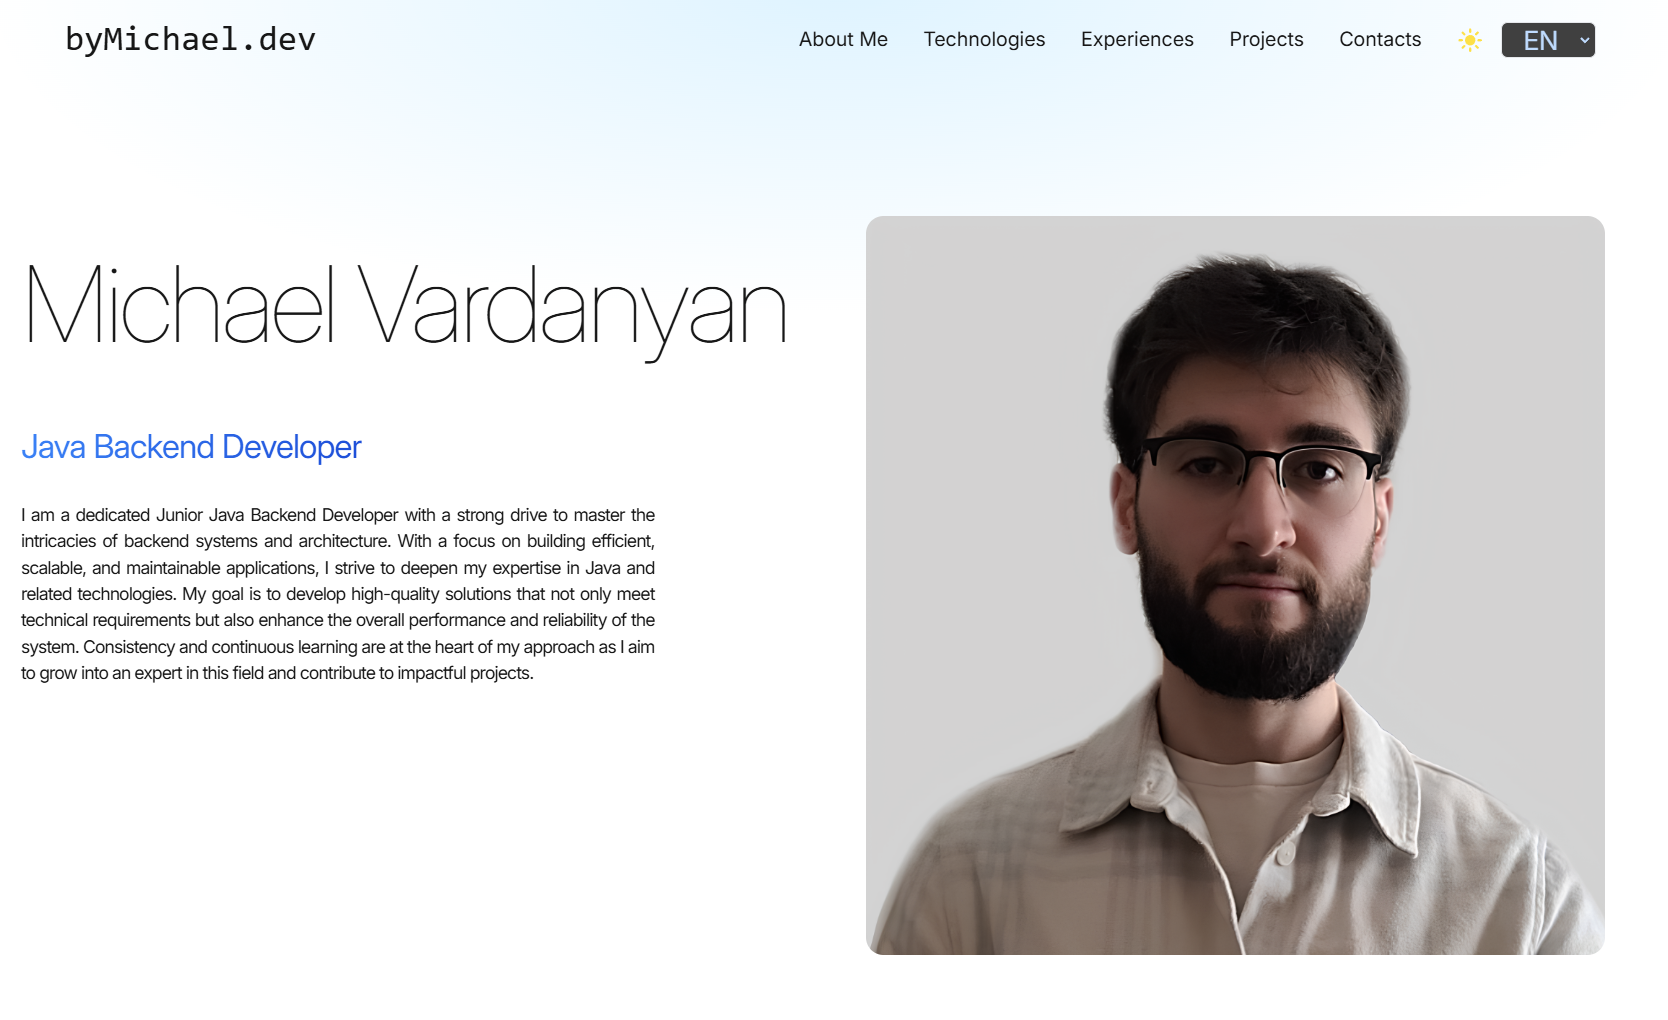 byMichael.dev
About Me Technologies Experiences Projects Contacts EN
Michael Vardanyan
Java Backend Developer
I am a dedicated Junior Java Backend Developer with a strong drive to master the
intricacies of backend systems and architecture. With a focus on building efficient,
scalable, and maintainable applications, I strive to deepen my expertise in Java and
related technologies. My goal is to develop high-quality solutions that not only meet
technical requirements but also enhance the overall performance and reliability of the
system. Consistency and continuous learning are at the heart of my approach as I aim
to grow into an expert in this field and contribute to impactful projects.